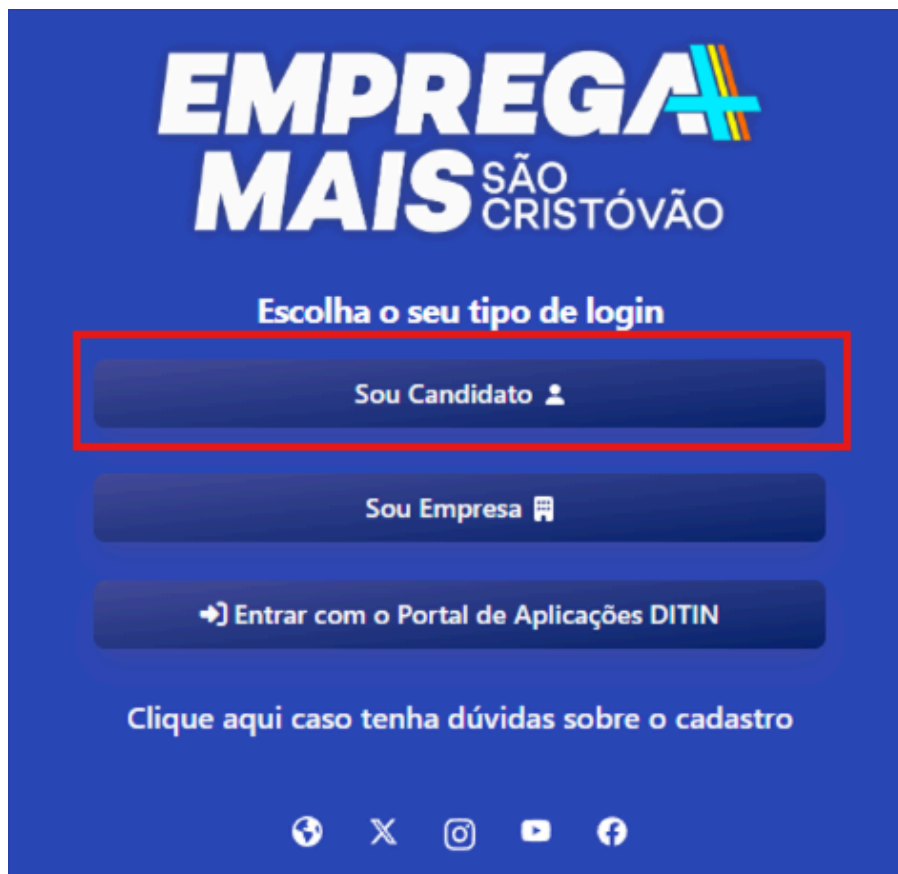 EMPREGA+
MAIS SÃO CRISTÓVÃO
Escolha o seu tipo de login
Sou Candidato
Sou Empresa
Entrar com o Portal de Aplicações DITIN
Clique aqui caso tenha dúvidas sobre o cadastro